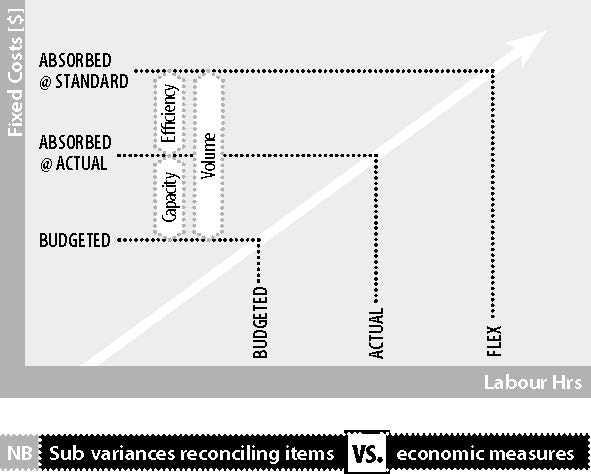 Fixed Costs [$]
ABSORBED
@ STANDARD
Efficiency
Volume
ABSORBED
@ ACTUAL
Capacity
BUDGETED
BUDGETED
ACTUAL
FLEX
Labour Hrs
NB Sub variances reconciling items VS. economic measures